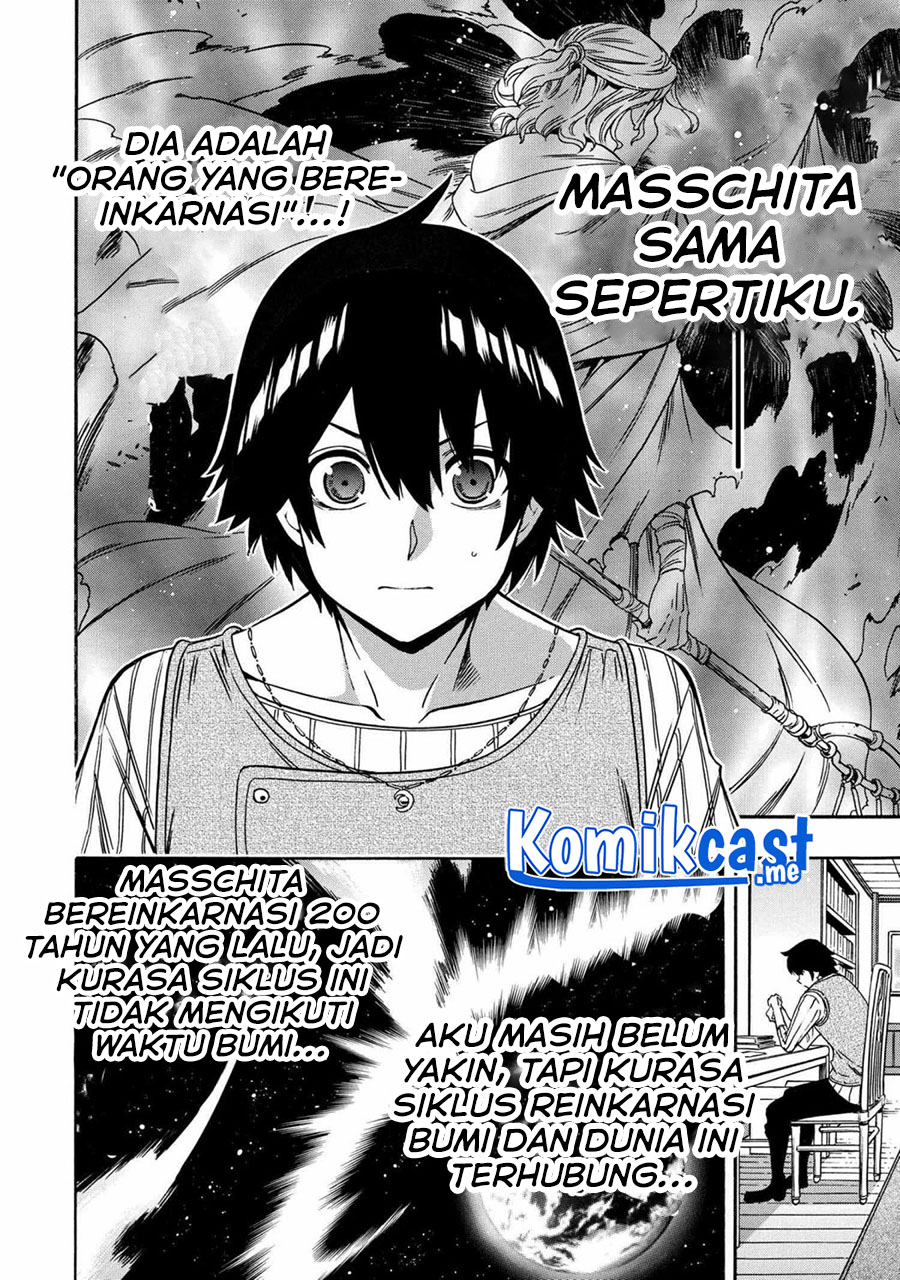 MASSCHITA
SAMA
SEPERTIKU.
DIA ADALAH
"ORANG YANG BERE-
INKARNASI"!...!
Komikcast
.me
AKU MASIH BELUM
YAKIN, TAPI KURASA
SIKLUS REINKARNASI
BUMI DAN DUNIA INI
TERHUBUNG...
MASSCHITA
BEREINKARNASI 200
TAHUN YANG LALU, JADI
KURASA SIKLUS INI
TIDAK MENGIKUTI
WAKTU BUMI...